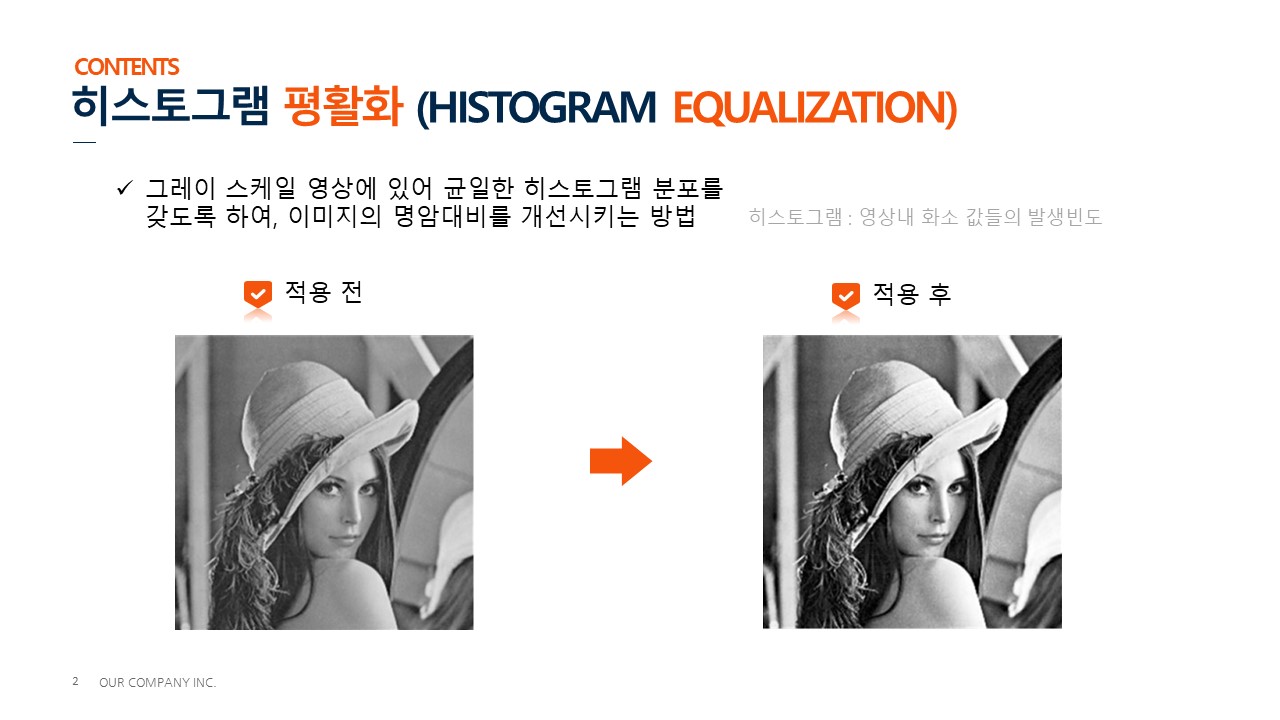 CONTENTS
히스토그램 평활화 (HISTOGRAM EQUALIZATION)
✓ 그레이 스케일 영상에 있어 균일한 히스토그램 분포를
갖도록 하여, 이미지의 명암대비를 개선시키는 방법
히스토그램 : 영상내 화소 값들의 발생빈도
적용 전
적용 후
2 OUR COMPANY INC.